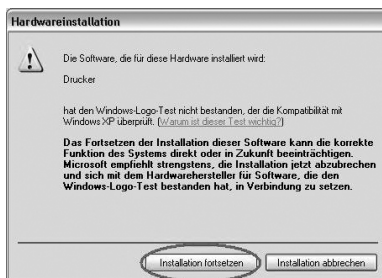 Hardwareinstallation
Die Software, die für diese Hardware installiert wird:
Drucker
hat den Windows-Logo-Test nicht bestanden, der die Kompatibilität mit
Windows XP überprüft. (Warum ist dieser Test wichtig?)
Das Fortsetzen der Installation dieser Software kann die korrekte
Funktion des Systems direkt oder in Zukunft beeinträchtigen.
Microsoft empfiehlt strengstens, die Installation jetzt abzubrechen
und sich mit dem Hardwarehersteller für Software, die den
Windows-Logo-Test bestanden hat, in Verbindung zu setzen.
Installation fortsetzen Installation abbrechen